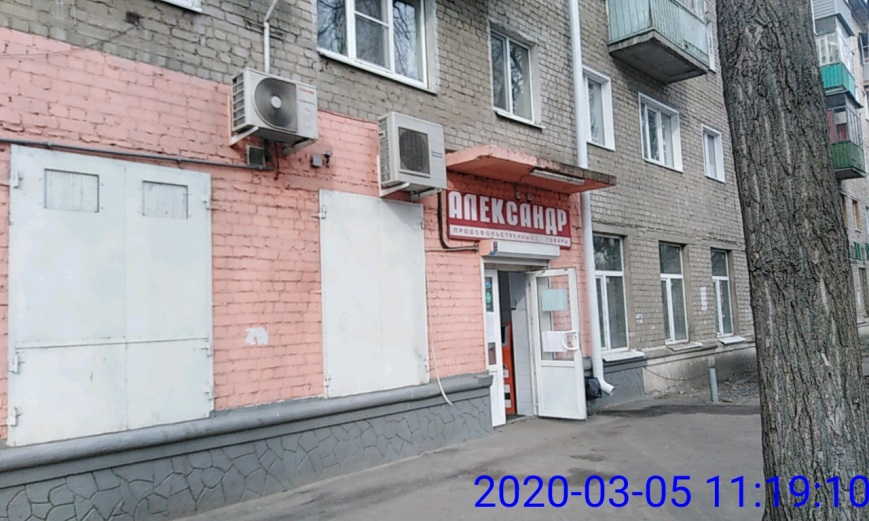 АЛЕКСАНДР
ПРОДОВОЛЬСТВЕННЫЕ ТОВАРЫ
2020-03-05 11:19:10